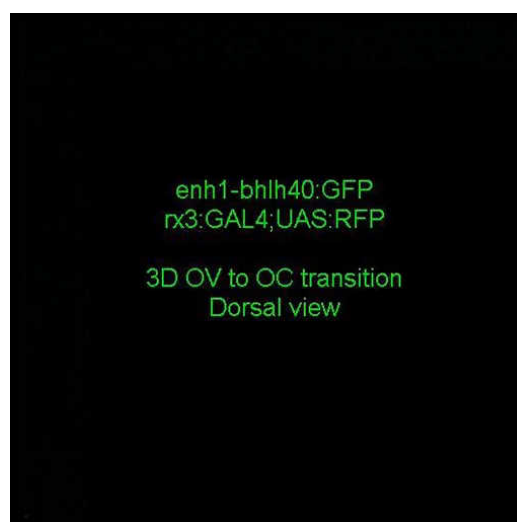 enh1-bhlh40:GFP
rx3:GAL4;UAS:RFP
3D OV to OC transition
Dorsal view